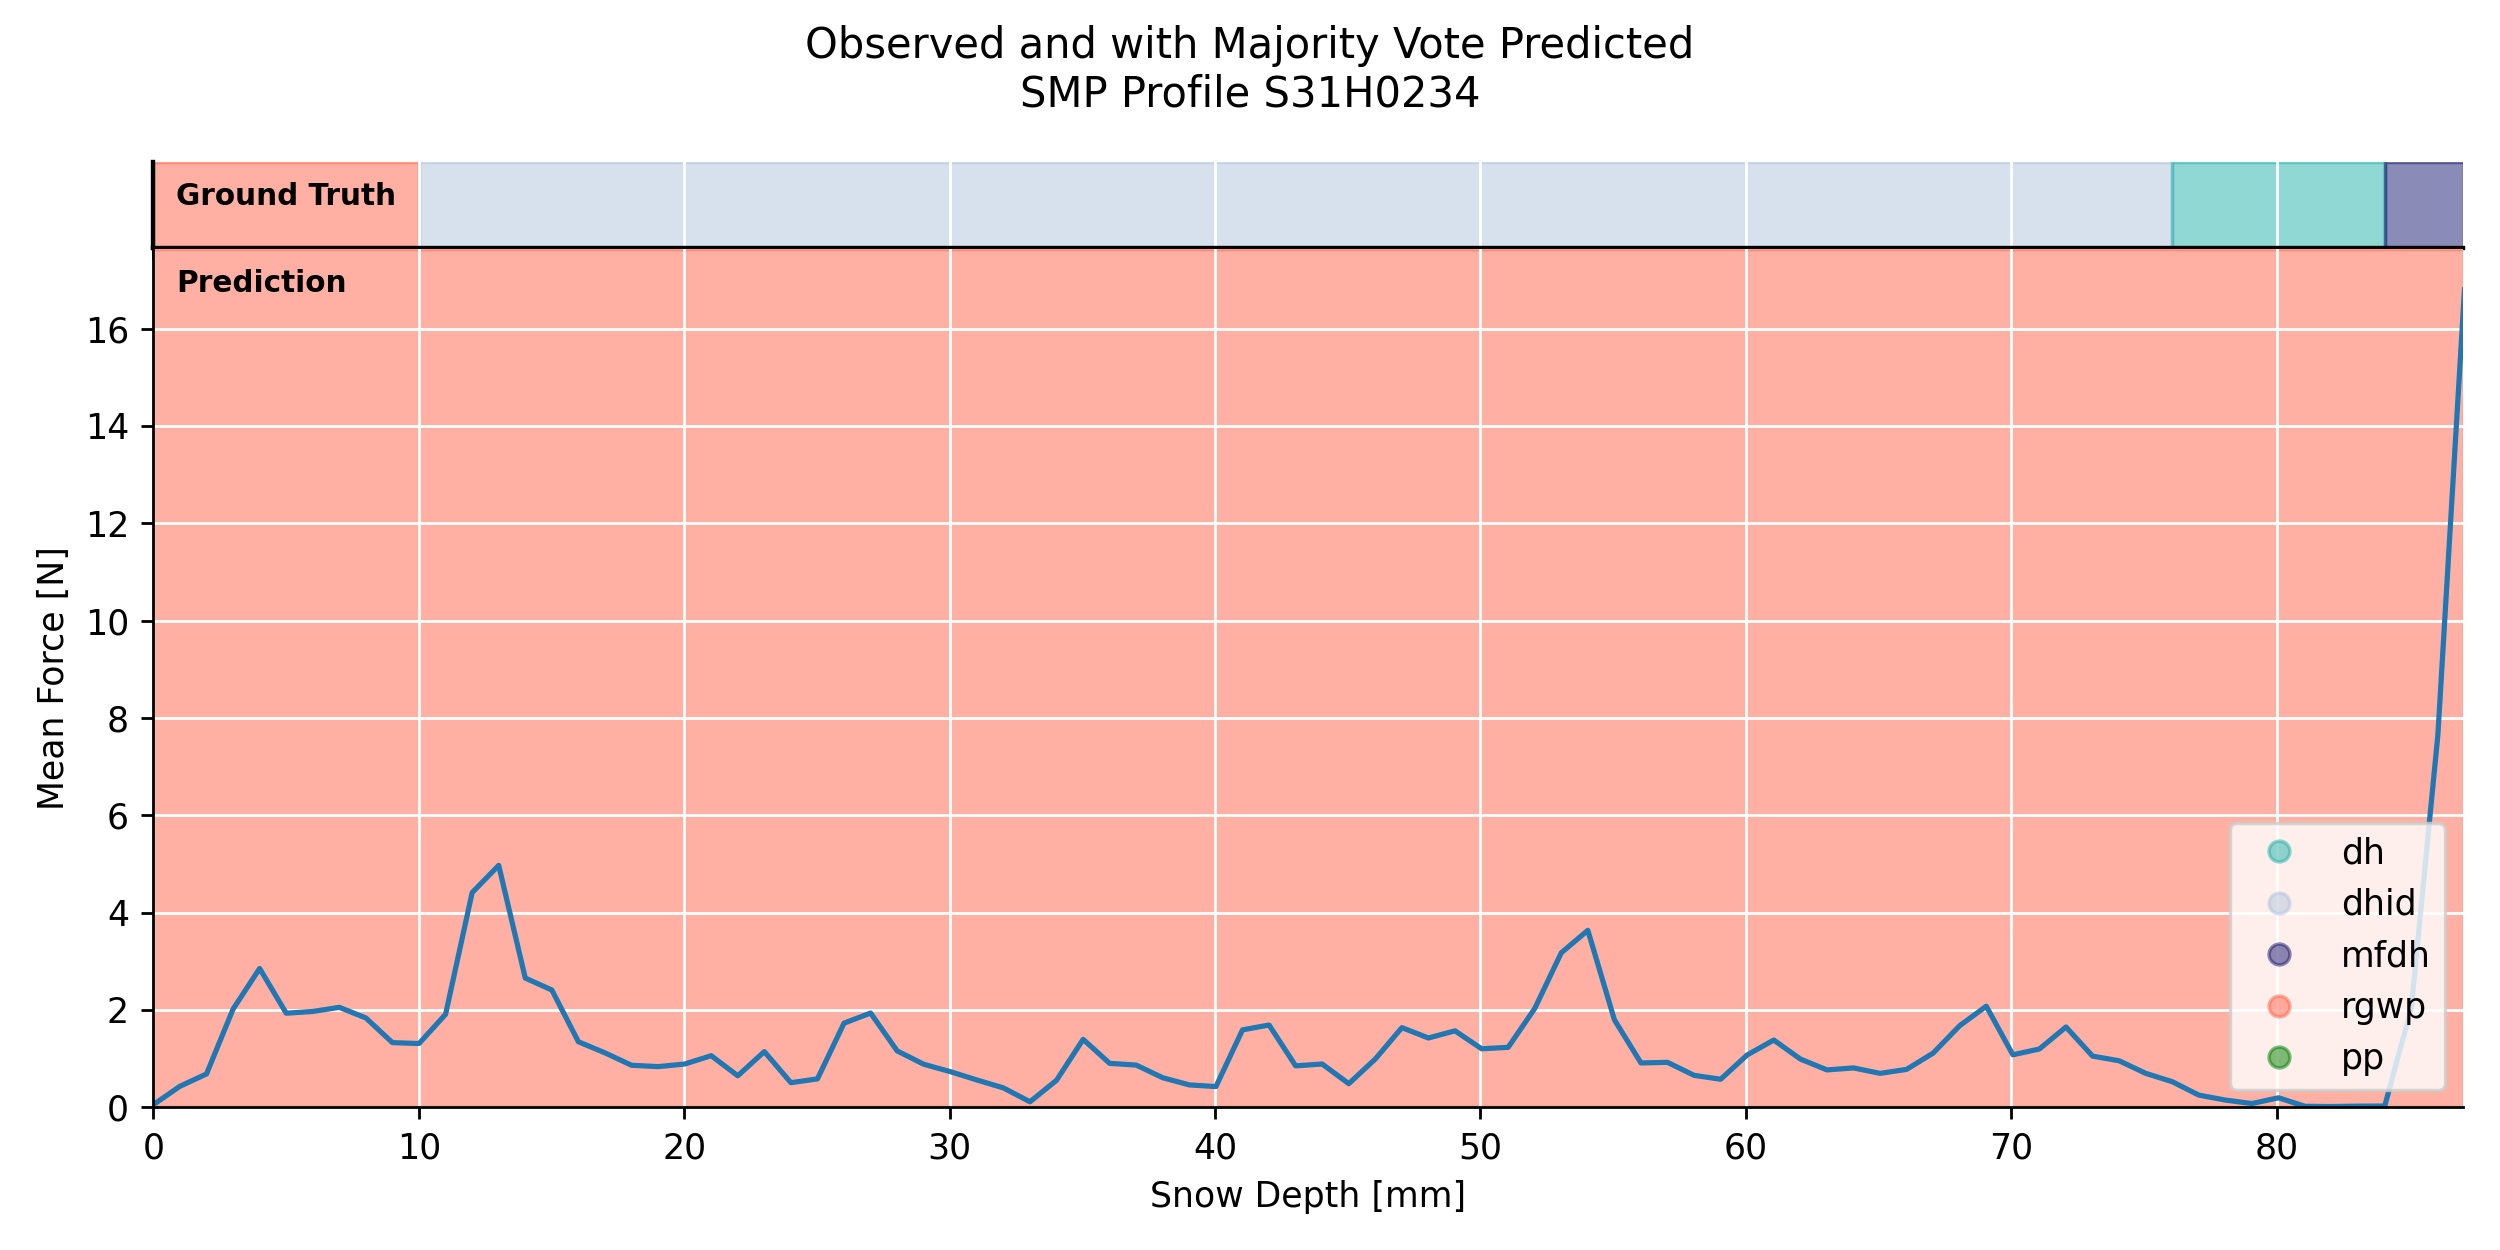 Observed and with Majority Vote Predicted
SMP Profile S31H0234
Ground Truth
Prediction
16
14
12
10
8
6
4
2
0
Mean Force [N]
dh
dhid
mfdh
rgwp
pp
0 10 20 30 40 50 60 70 80
Snow Depth [mm]